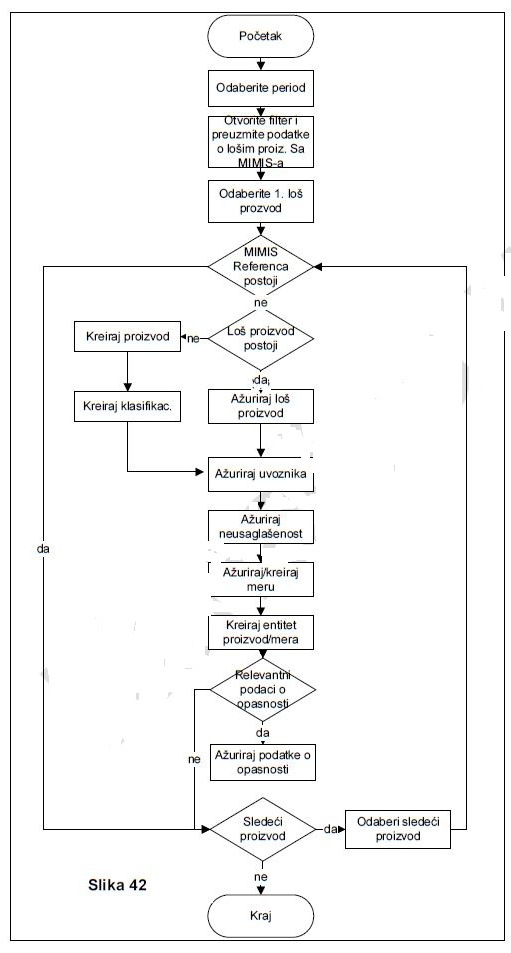 Početak
Odaberite period
Otvorite filter i
preuzmite podatke
o lošim proiz. Sa
MIMIS-a
Odaberite 1. loš
prozvod
MIMIS
Referenca
postoji
ne
Loš proizvod
postoji
ne
Kreiraj proizvod
Kreiraj klasifikac.
da
Ažuriraj loš
proizvod
Ažuriraj uvoznika
Ažuriraj
neusaglašenost
da
Ažuriraj/kreiraj
meru
Kreiraj entitet
proizvod/mera
Relevantni
podaci o
opasnosti
da
ne
Ažuriraj podatke o
opasnosti
Sledeći
proizvod
da
Odaberi sledeći
proizvod
ne
Slika 42
Kraj